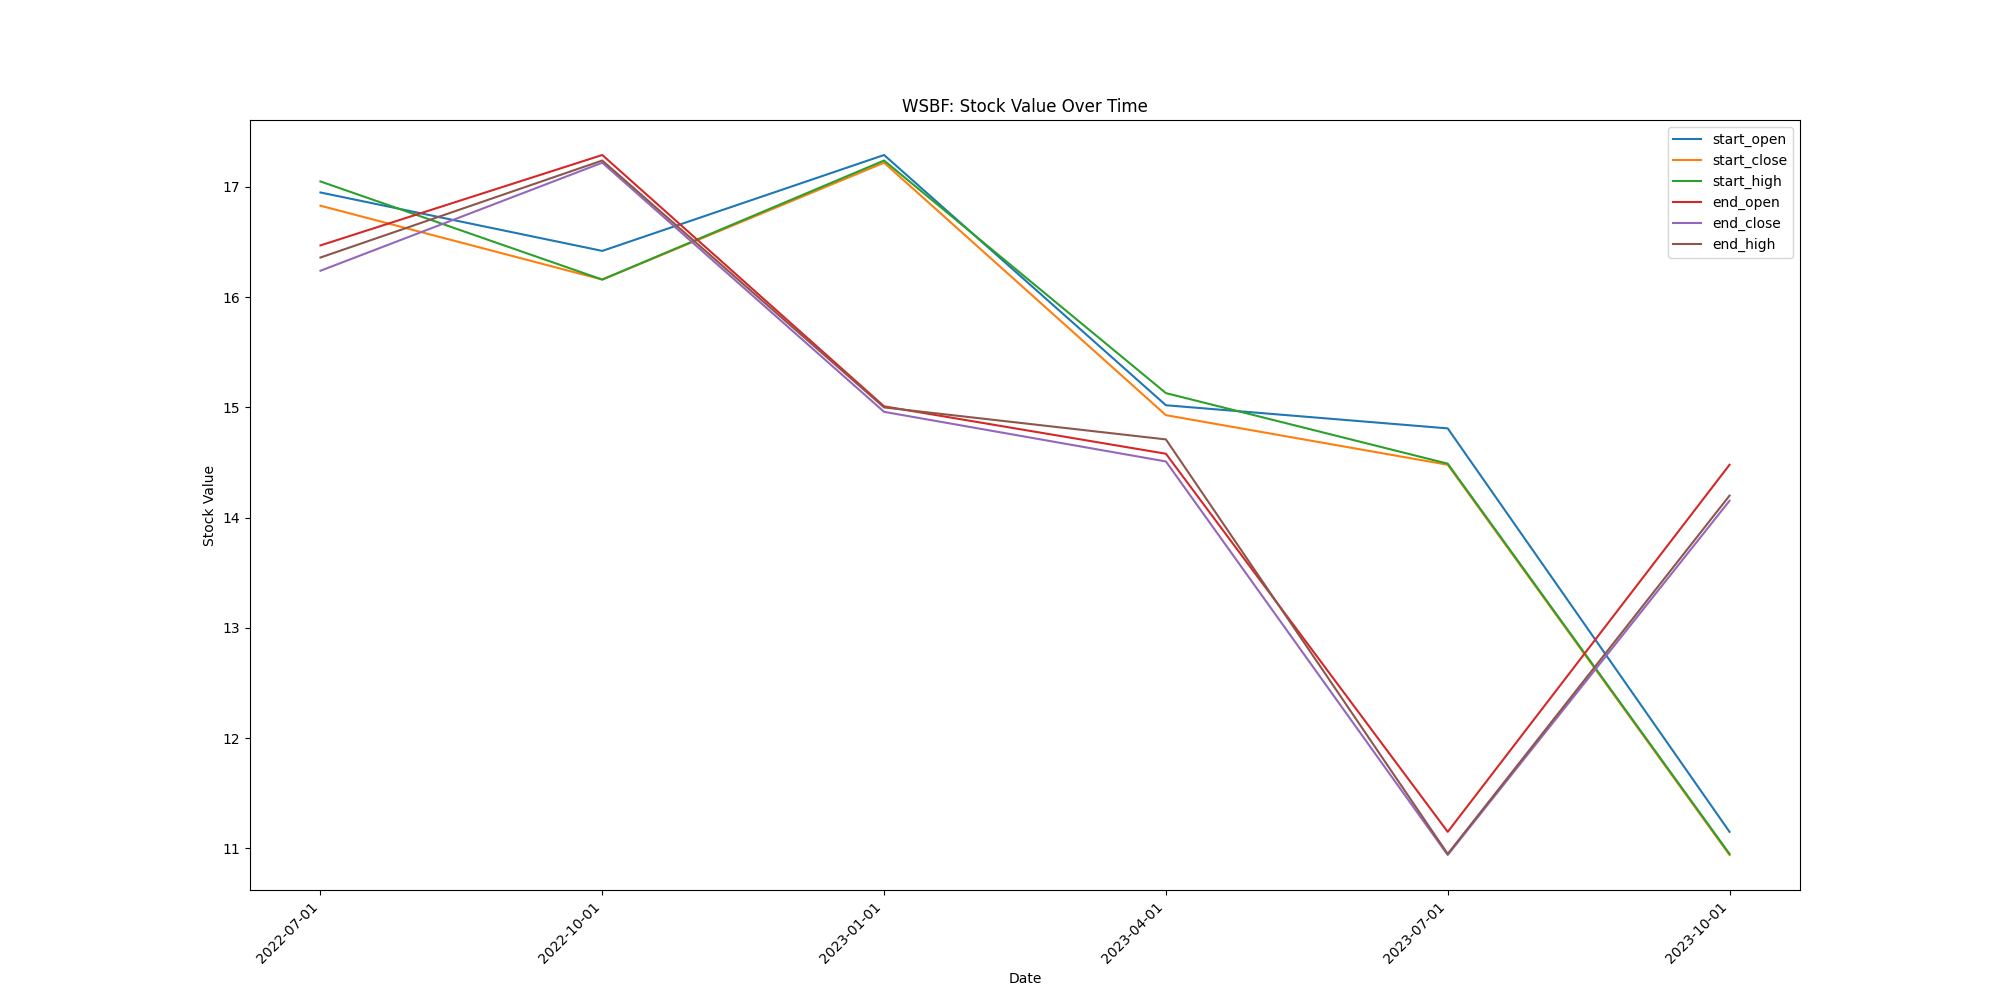 WSBF: Stock Value Over Time
start_open
start_close
start_high
end_open
end_close
end_high
17
16
15
14
13
12
11
Stock Value
2022-07-01
2022-10-01
2023-01-01
2023-04-01
2023-07-01
2023-10-01
Date